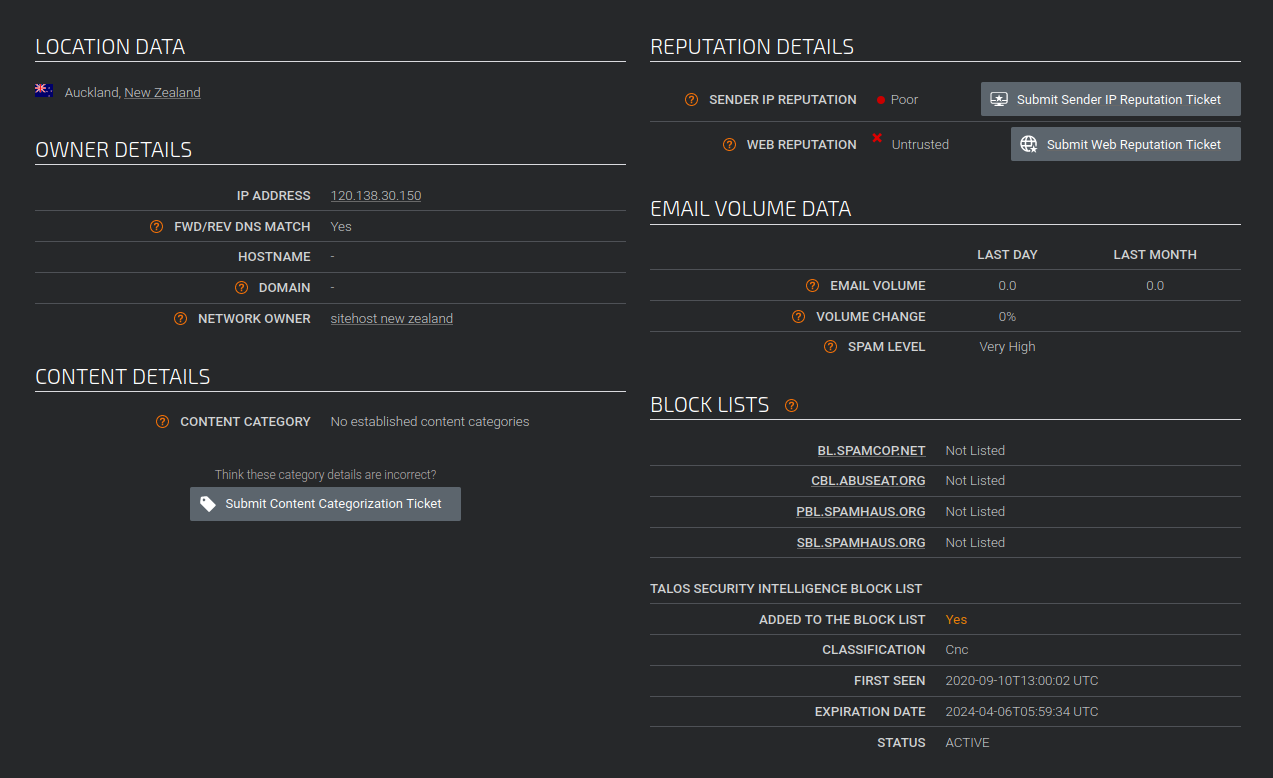 LOCATION DATA
Auckland, New Zealand
OWNER DETAILS
IP ADDRESS 120.138.30.150
FWD/REV DNS MATCH Yes
HOSTNAME -
DOMAIN -
NETWORK OWNER sitehost new zealand
CONTENT DETAILS
CONTENT CATEGORY No established content categories
Think these category details are incorrect?
Submit Content Categorization Ticket
REPUTATION DETAILS
SENDER IP REPUTATION Poor Submit Sender IP Reputation Ticket
WEB REPUTATION Untrusted Submit Web Reputation Ticket
EMAIL VOLUME DATA
LAST DAY LAST MONTH
EMAIL VOLUME 0.0 0.0
VOLUME CHANGE 0%
SPAM LEVEL Very High
BLOCK LISTS
BL.SPAMCOP.NET Not Listed
CBL.ABUSEAT.ORG Not Listed
PBL.SPAMHAUS.ORG Not Listed
SBL.SPAMHAUS.ORG Not Listed
TALOS SECURITY INTELLIGENCE BLOCK LIST
ADDED TO THE BLOCK LIST Yes
CLASSIFICATION Cnc
FIRST SEEN 2020-09-10T13:00:02 UTC
EXPIRATION DATE 2024-04-06T05:59:34 UTC
STATUS ACTIVE